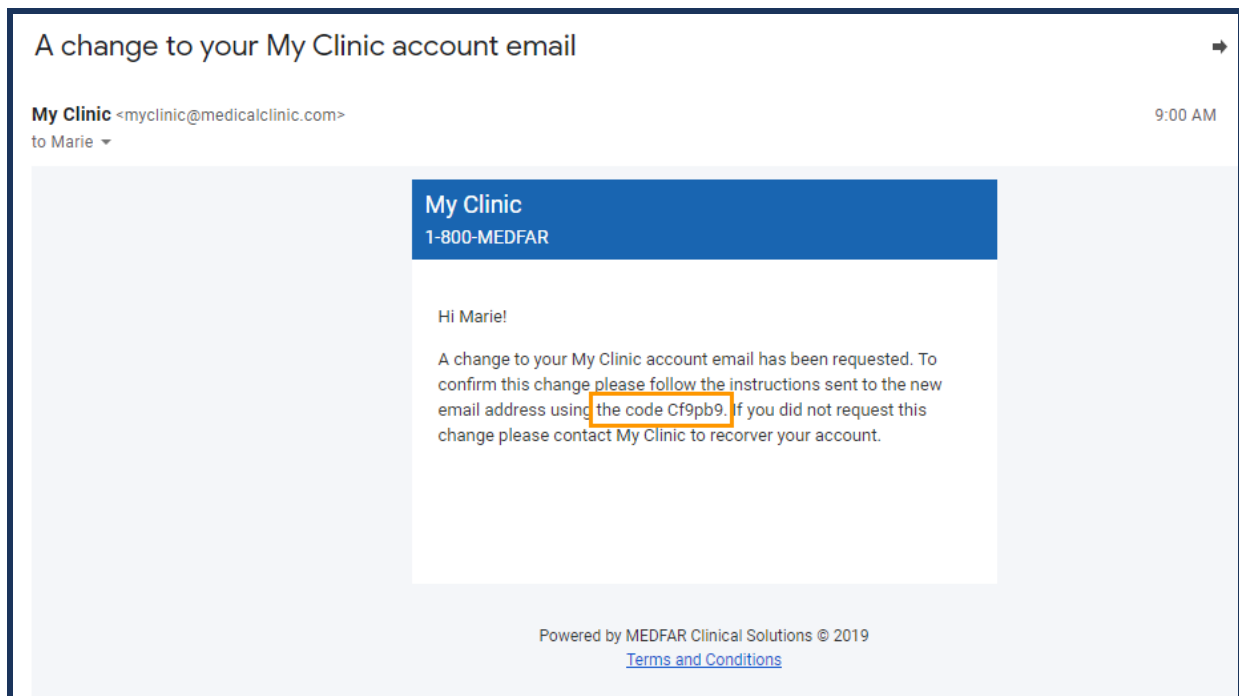 A change to your My Clinic account email
My Clinic <myclinic@medicalclinic.com>
9:00 AM
to Marie
My Clinic
1-800-MEDFAR
Hi Marie!
A change to your My Clinic account email has been requested. To
confirm this change please follow the instructions sent to the new
email address using the code Cf9pb9. If you did not request this
change please contact My Clinic to recorver your account.
Powered by MEDFAR Clinical Solutions © 2019
Terms and Conditions